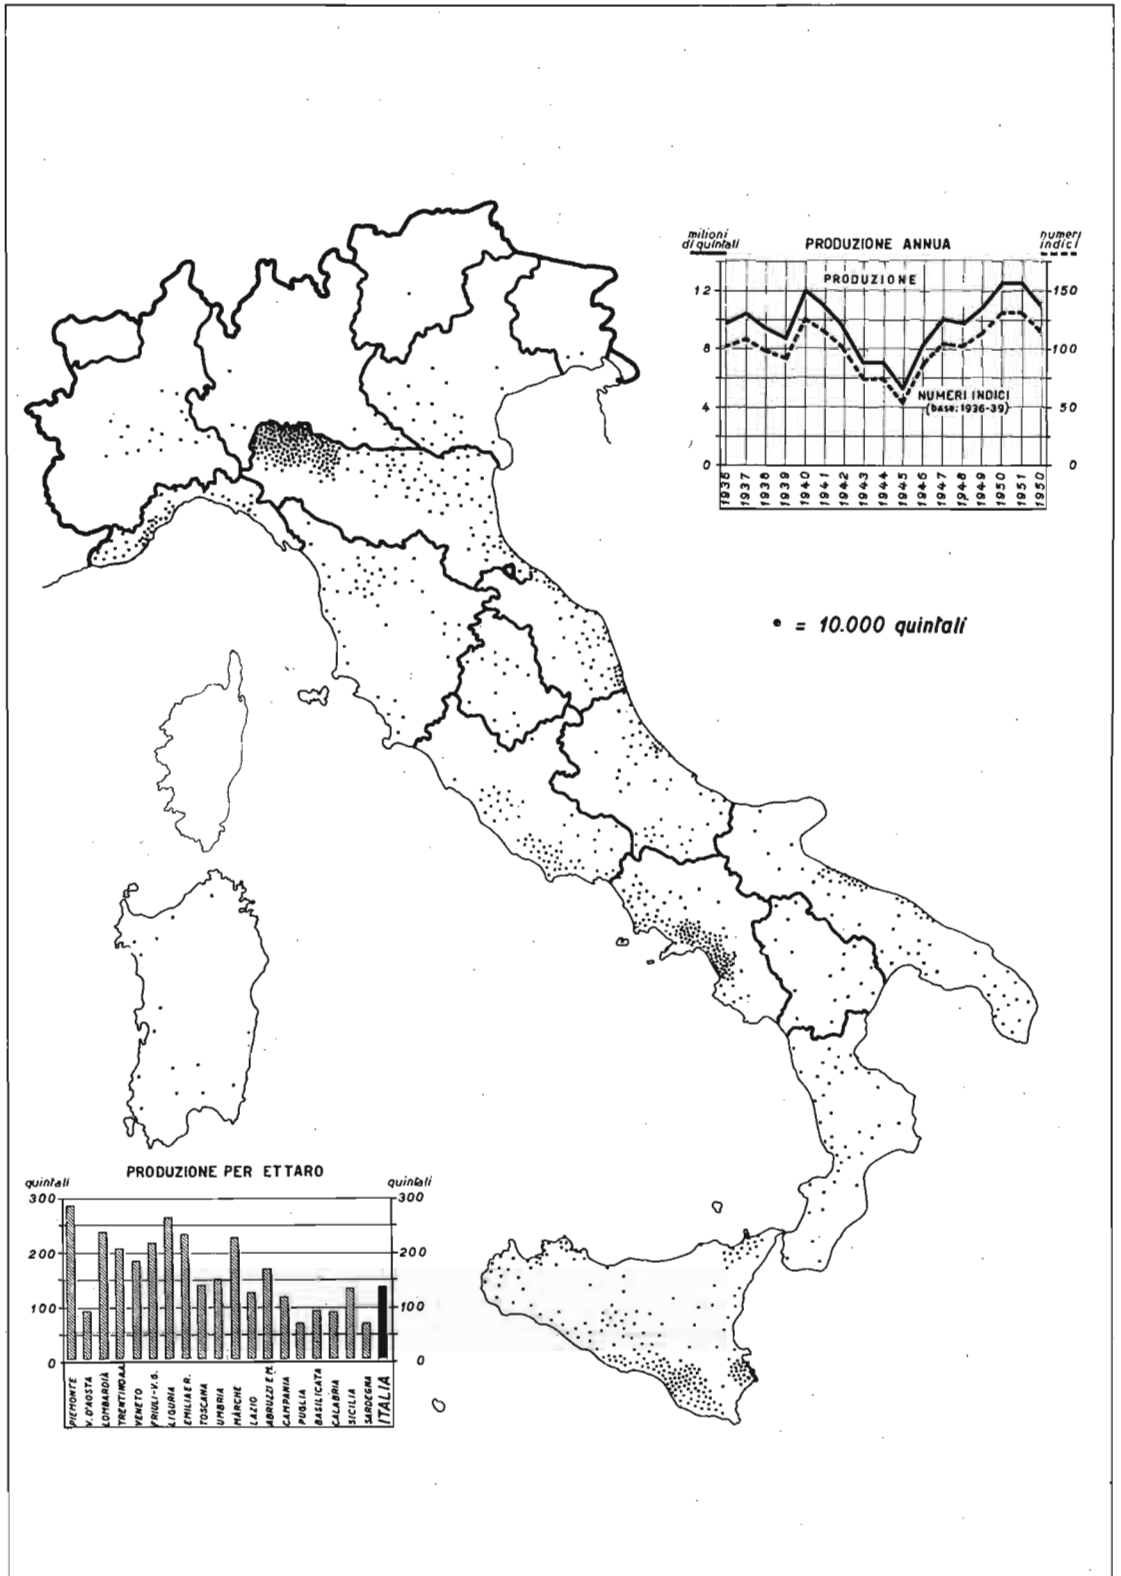 milioni
di quintali
PRODUZIONE ANNUA
numeri
indici
PRODUZIONE
12
8
4
0
150
100
50
0
NUMERI INDICI
(base: 1936-39)
1936
1937
1938
1939
1940
1941
1942
1943
1944
1945
1946
1947
1948
1949
1950
1951
1950
• = 10.000 quintali
PRODUZIONE PER ETTARO
quintali
quintali
300
200
100
0
300
200
100
0
PIEMONTE
V. D'AOSTA
LOMBARDIA
TRENTINO A.A.
VENETO
FRIULI-V.G.
LIGURIA
EMILIA E R.
TOSCANA
UMBRIA
MARCHE
LAZIO
ABRUZZI E M.
CAMPANIA
PUGLIA
BASILICATA
CALABRIA
SICILIA
SARDEGNA
ITALIA